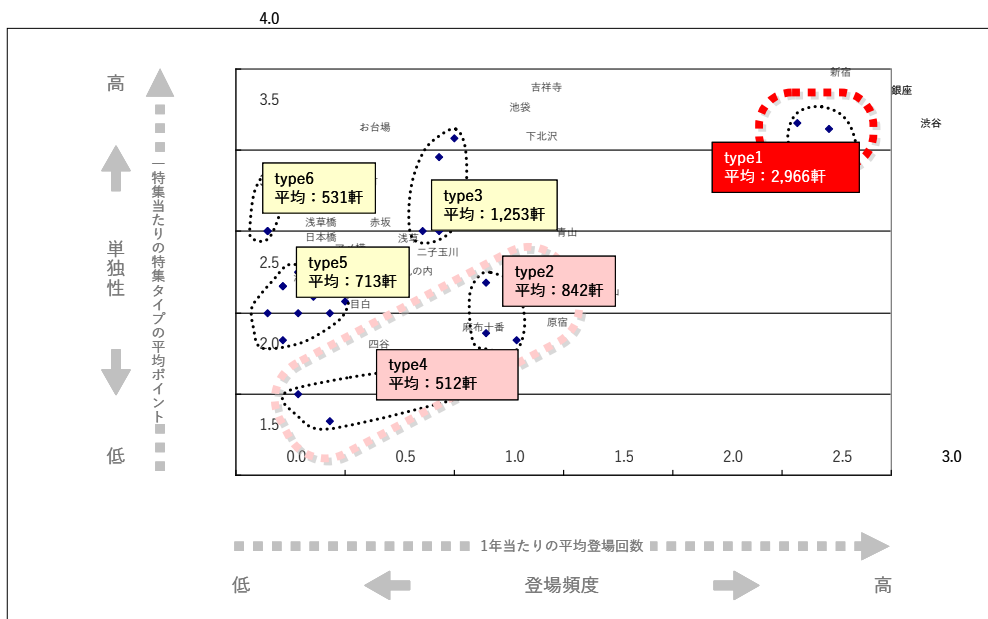 4.0
高
新宿
吉祥寺
銀座
3.5
池袋
お台場
渋谷
下北沢
type1
平均：2,966軒
type6
平均：531軒
type3
平均：1,253軒
浅草橋
赤坂
日本橋
浅草
青山
二子玉川
2.5
type5
平均：713軒
type2
平均：842軒
の内
目白
麻布十番
原宿
四谷
2.0
type4
平均：512軒
1.5
単独性
低
一特集当たりの特集タイプの平均ポイント
0.0
0.5
1.0
1.5
2.0
2.5
3.0
1年当たりの平均登場回数
低
登場頻度
高